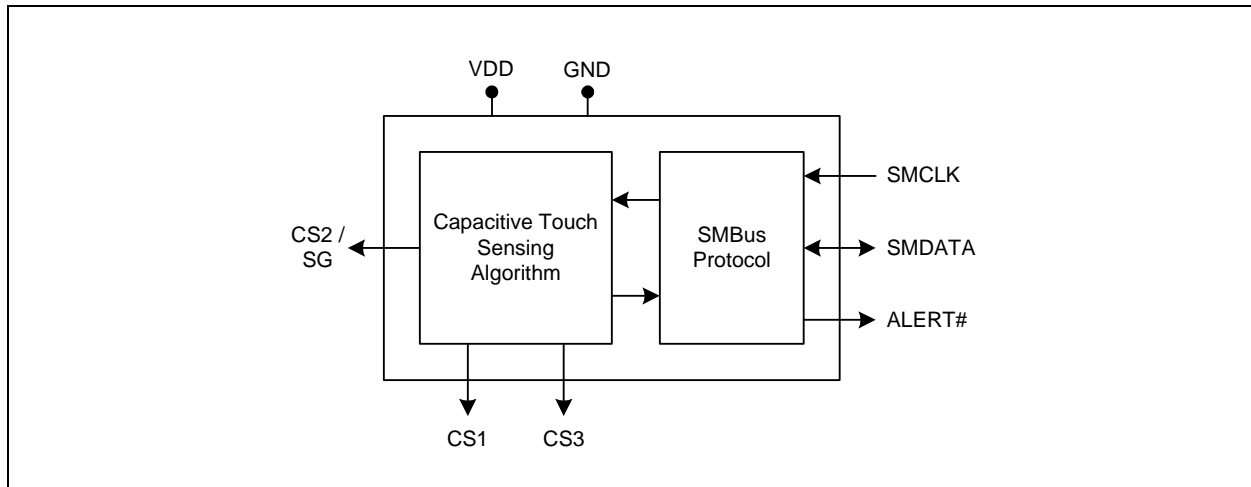 VDD
GND
CS2 /
SG
Capacitive Touch
Sensing
Algorithm
SMBus
Protocol
SMCLK
SMDATA
ALERT#
CS1
CS3